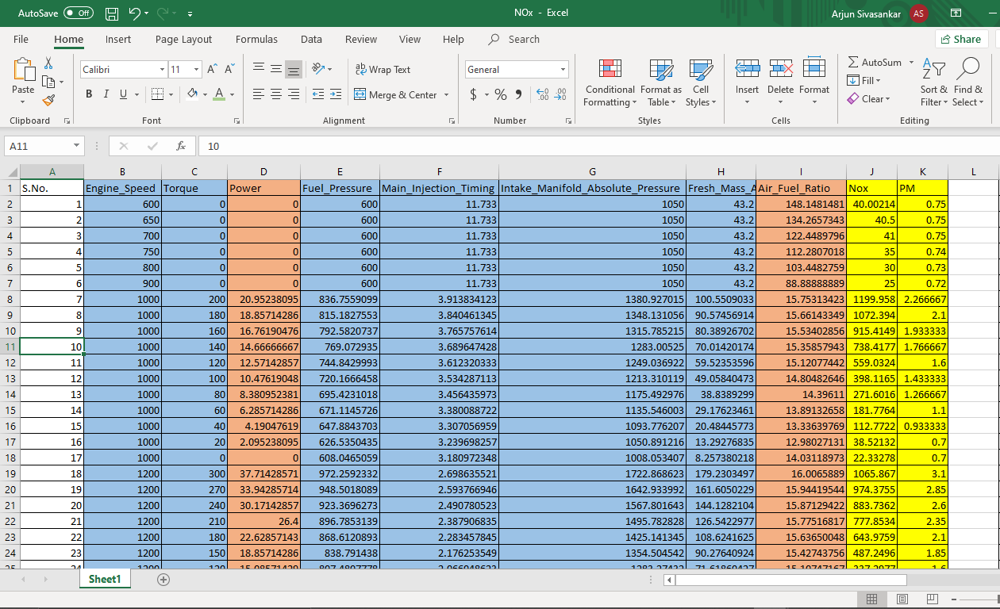 AutoSave Off NOx - Excel Arjun Sivasankar AS
File Home Insert Page Layout Formulas Data Review View Help Search Share
Paste Calibri 11 A A ab Wrap Text General Conditional Formatting Format as Table Cell Styles Insert Delete Format AutoSum Fill Clear Sort & Filter Find & Select
B I U A Merge & Center $ % 9 .00 .00
Clipboard Font Alignment Number Styles Cells Editing
A11 fx 10
A B C D E F G H I J K L
1 S.No. Engine_Speed Torque Power Fuel_Pressure Main_Injection_Timing Intake_Manifold_Absolute_Pressure Fresh_Mass_A Air_Fuel_Ratio Nox PM
2 1 600 0 0 600 11.733 1050 43.2 148.1481481 40.00214 0.75
3 2 650 0 0 600 11.733 1050 43.2 134.2657343 40.5 0.75
4 3 700 0 0 600 11.733 1050 43.2 122.4489796 41 0.75
5 4 750 0 0 600 11.733 1050 43.2 112.2807018 35 0.74
6 5 800 0 0 600 11.733 1050 43.2 103.4482759 30 0.73
7 6 900 0 0 600 11.733 1050 43.2 88.88888889 25 0.72
8 7 1000 200 20.95238095 836.7559099 3.913834123 1380.927015 100.5509033 15.75313423 1199.958 2.266667
9 8 1000 180 18.85714286 815.1827553 3.840461345 1348.131056 90.57456914 15.66143349 1072.394 2.1
10 9 1000 160 16.76190476 792.5820737 3.765757614 1315.785215 80.38926702 15.53402856 915.4149 1.933333
11 10 1000 140 14.66666667 769.072935 3.689647428 1283.00525 70.01420174 15.35857943 738.4177 1.766667
12 11 1000 120 12.57142857 744.8429993 3.612320333 1249.036922 59.52353596 15.12077442 559.0324 1.6
13 12 1000 100 10.47619048 720.1666458 3.534287113 1213.310119 49.05840473 14.80482646 398.1165 1.433333
14 13 1000 80 8.380952381 695.4231018 3.456435973 1175.492976 38.8389299 14.39611 271.6016 1.266667
15 14 1000 60 6.285714286 671.1145726 3.380088722 1135.546003 29.17623461 13.89132658 181.7764 1.1
16 15 1000 40 4.19047619 647.8843703 3.307056959 1093.776207 20.48445773 13.33639769 112.7722 0.933333
17 16 1000 20 2.095238095 626.5350435 3.239698257 1050.891216 13.29276835 12.98027131 38.52132 0.7
18 17 1000 0 0 608.0465059 3.180972348 1008.053407 8.257380218 14.03118973 22.33278 0.7
19 18 1200 300 37.71428571 972.2592332 2.698635521 1722.868623 179.2303497 16.0065889 1065.867 3.1
20 19 1200 270 33.94285714 948.5018089 2.593766946 1642.933992 161.6050229 15.94419544 974.3755 2.85
21 20 1200 240 30.17142857 923.3696273 2.490780523 1567.801643 144.1282104 15.87129422 883.7362 2.6
22 21 1200 210 26.4 896.7853139 2.387906835 1495.782828 126.5422977 15.77516817 777.8534 2.35
23 22 1200 180 22.62857143 868.6120893 2.283457845 1425.141345 108.6241625 15.63650048 643.9759 2.1
24 23 1200 150 18.85714286 838.791438 2.176253549 1354.504542 90.27640924 15.42743756 487.2496 1.85
Sheet1